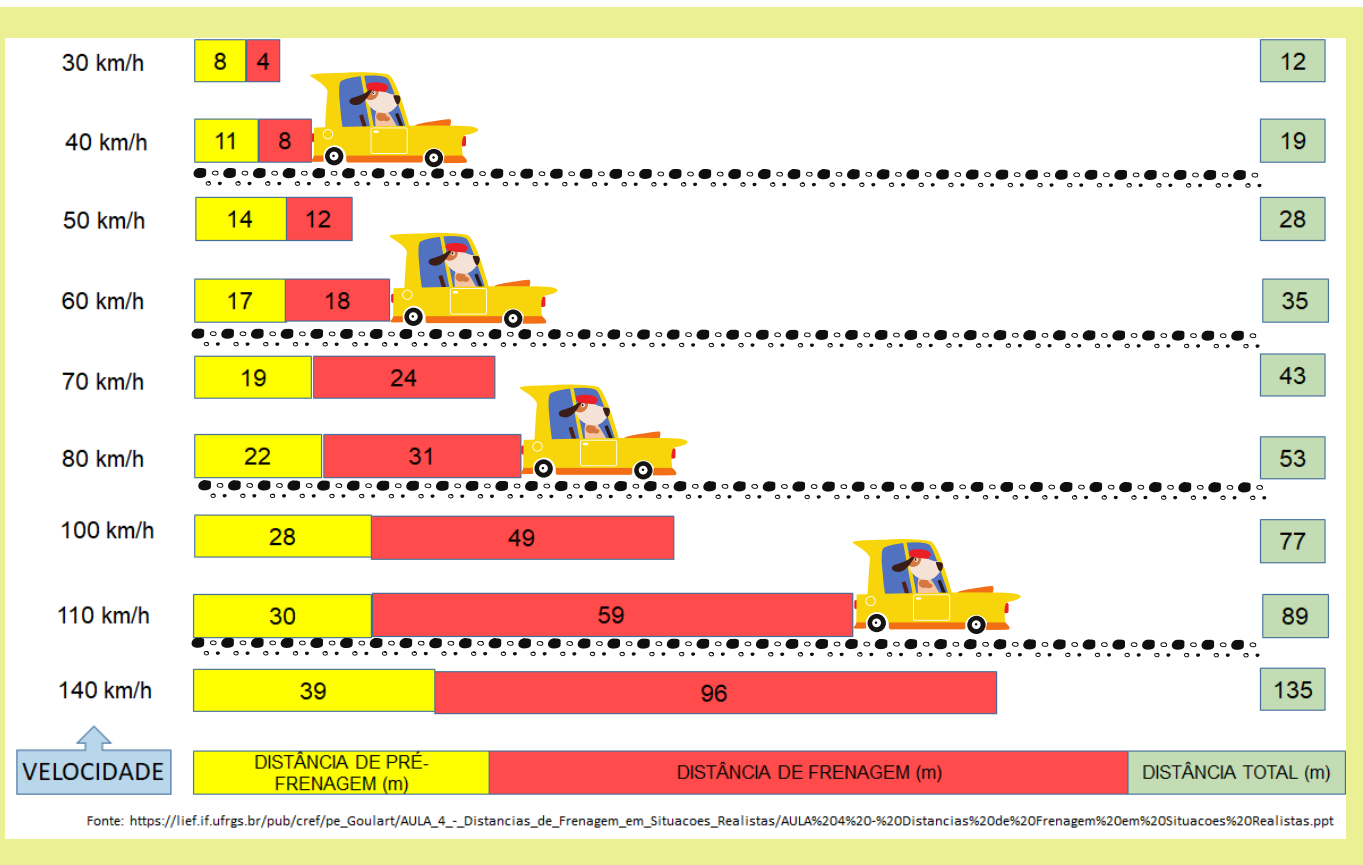 30 km/h 8 4 12
40 km/h 11 8 19
50 km/h 14 12 28
60 km/h 17 18 35
70 km/h 19 24 43
80 km/h 22 31 53
100 km/h 28 49 77
110 km/h 30 59 89
140 km/h 39 96 135
VELOCIDADE
DISTÂNCIA DE PRÉ-
FRENAGEM (m)
DISTÂNCIA DE FRENAGEM (m)
DISTÂNCIA TOTAL (m)
Fonte: https://lief.if.ufrgs.br/pub/cref/pe_Goulart/AULA_4_-_Distancias_de_Frenagem_em_Situacoes_Realistas/AULA%204%20-%20Distancias%20de%20Frenagem%20em%20Situacoes%20Realistas.ppt